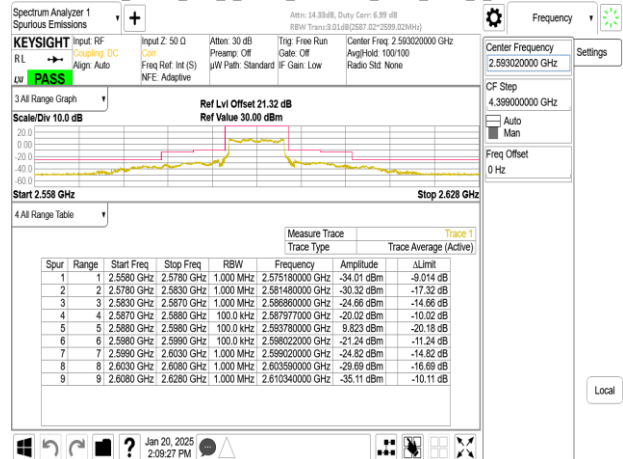 Spectrum Analyzer 1
Spurious Emissions
Attn: 14.33dB, Duty Corr: 6.99 dB
RBW Trans:3.01dB(2587.02~2599.02MHz)
Frequency
KEYSIGHT Input: RF Input Z: 50 Ω Atten: 30 dB Trig: Free Run Center Freq: 2.593020000 GHz
RL Coupling: DC Corr Preamp: Off Gate: Off Avg|Hold: 100/100
Align: Auto Freq Ref: Int (S) µW Path: Standard IF Gain: Low Radio Std: None
LXI PASS NFE: Adaptive
Center Frequency
2.593020000 GHz
Settings
CF Step
4.399000000 GHz
Auto
Man
Freq Offset
0 Hz
3 All Range Graph
Ref Lvl Offset 21.32 dB
Scale/Div 10.0 dB Ref Value 30.00 dBm
20.0
0.00
-20.0
-40.0
-60.0
Start 2.558 GHz Stop 2.628 GHz
4 All Range Table
Measure Trace Trace 1
Trace Type Trace Average (Active)
Spur Range Start Freq Stop Freq RBW Frequency Amplitude ΔLimit
1 1 2.5580 GHz 2.5780 GHz 1.000 MHz 2.575180000 GHz -34.01 dBm -9.014 dB
2 2 2.5780 GHz 2.5830 GHz 1.000 MHz 2.581480000 GHz -30.32 dBm -17.32 dB
3 3 2.5830 GHz 2.5870 GHz 1.000 MHz 2.586860000 GHz -24.66 dBm -14.66 dB
4 4 2.5870 GHz 2.5880 GHz 100.0 kHz 2.587977000 GHz -20.02 dBm -10.02 dB
5 5 2.5880 GHz 2.5980 GHz 100.0 kHz 2.593780000 GHz 9.823 dBm -20.18 dB
6 6 2.5980 GHz 2.5990 GHz 100.0 kHz 2.598022000 GHz -21.24 dBm -11.24 dB
7 7 2.5990 GHz 2.6030 GHz 1.000 MHz 2.599020000 GHz -24.82 dBm -14.82 dB
8 8 2.6030 GHz 2.6080 GHz 1.000 MHz 2.603590000 GHz -29.69 dBm -16.69 dB
9 9 2.6080 GHz 2.6280 GHz 1.000 MHz 2.610340000 GHz -35.11 dBm -10.11 dB
Local
Jan 20, 2025
2:09:27 PM